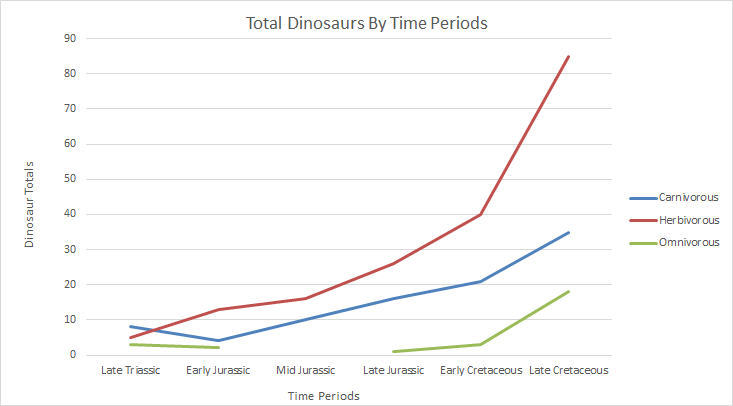 Total Dinosaurs By Time Periods
90
80
70
60
50
40
30
20
10
0
Dinosaur Totals
Late Triassic Early Jurassic Mid Jurassic Late Jurassic Early Cretaceous Late Cretaceous
Time Periods
Carnivorous
Herbivorous
Omnivorous